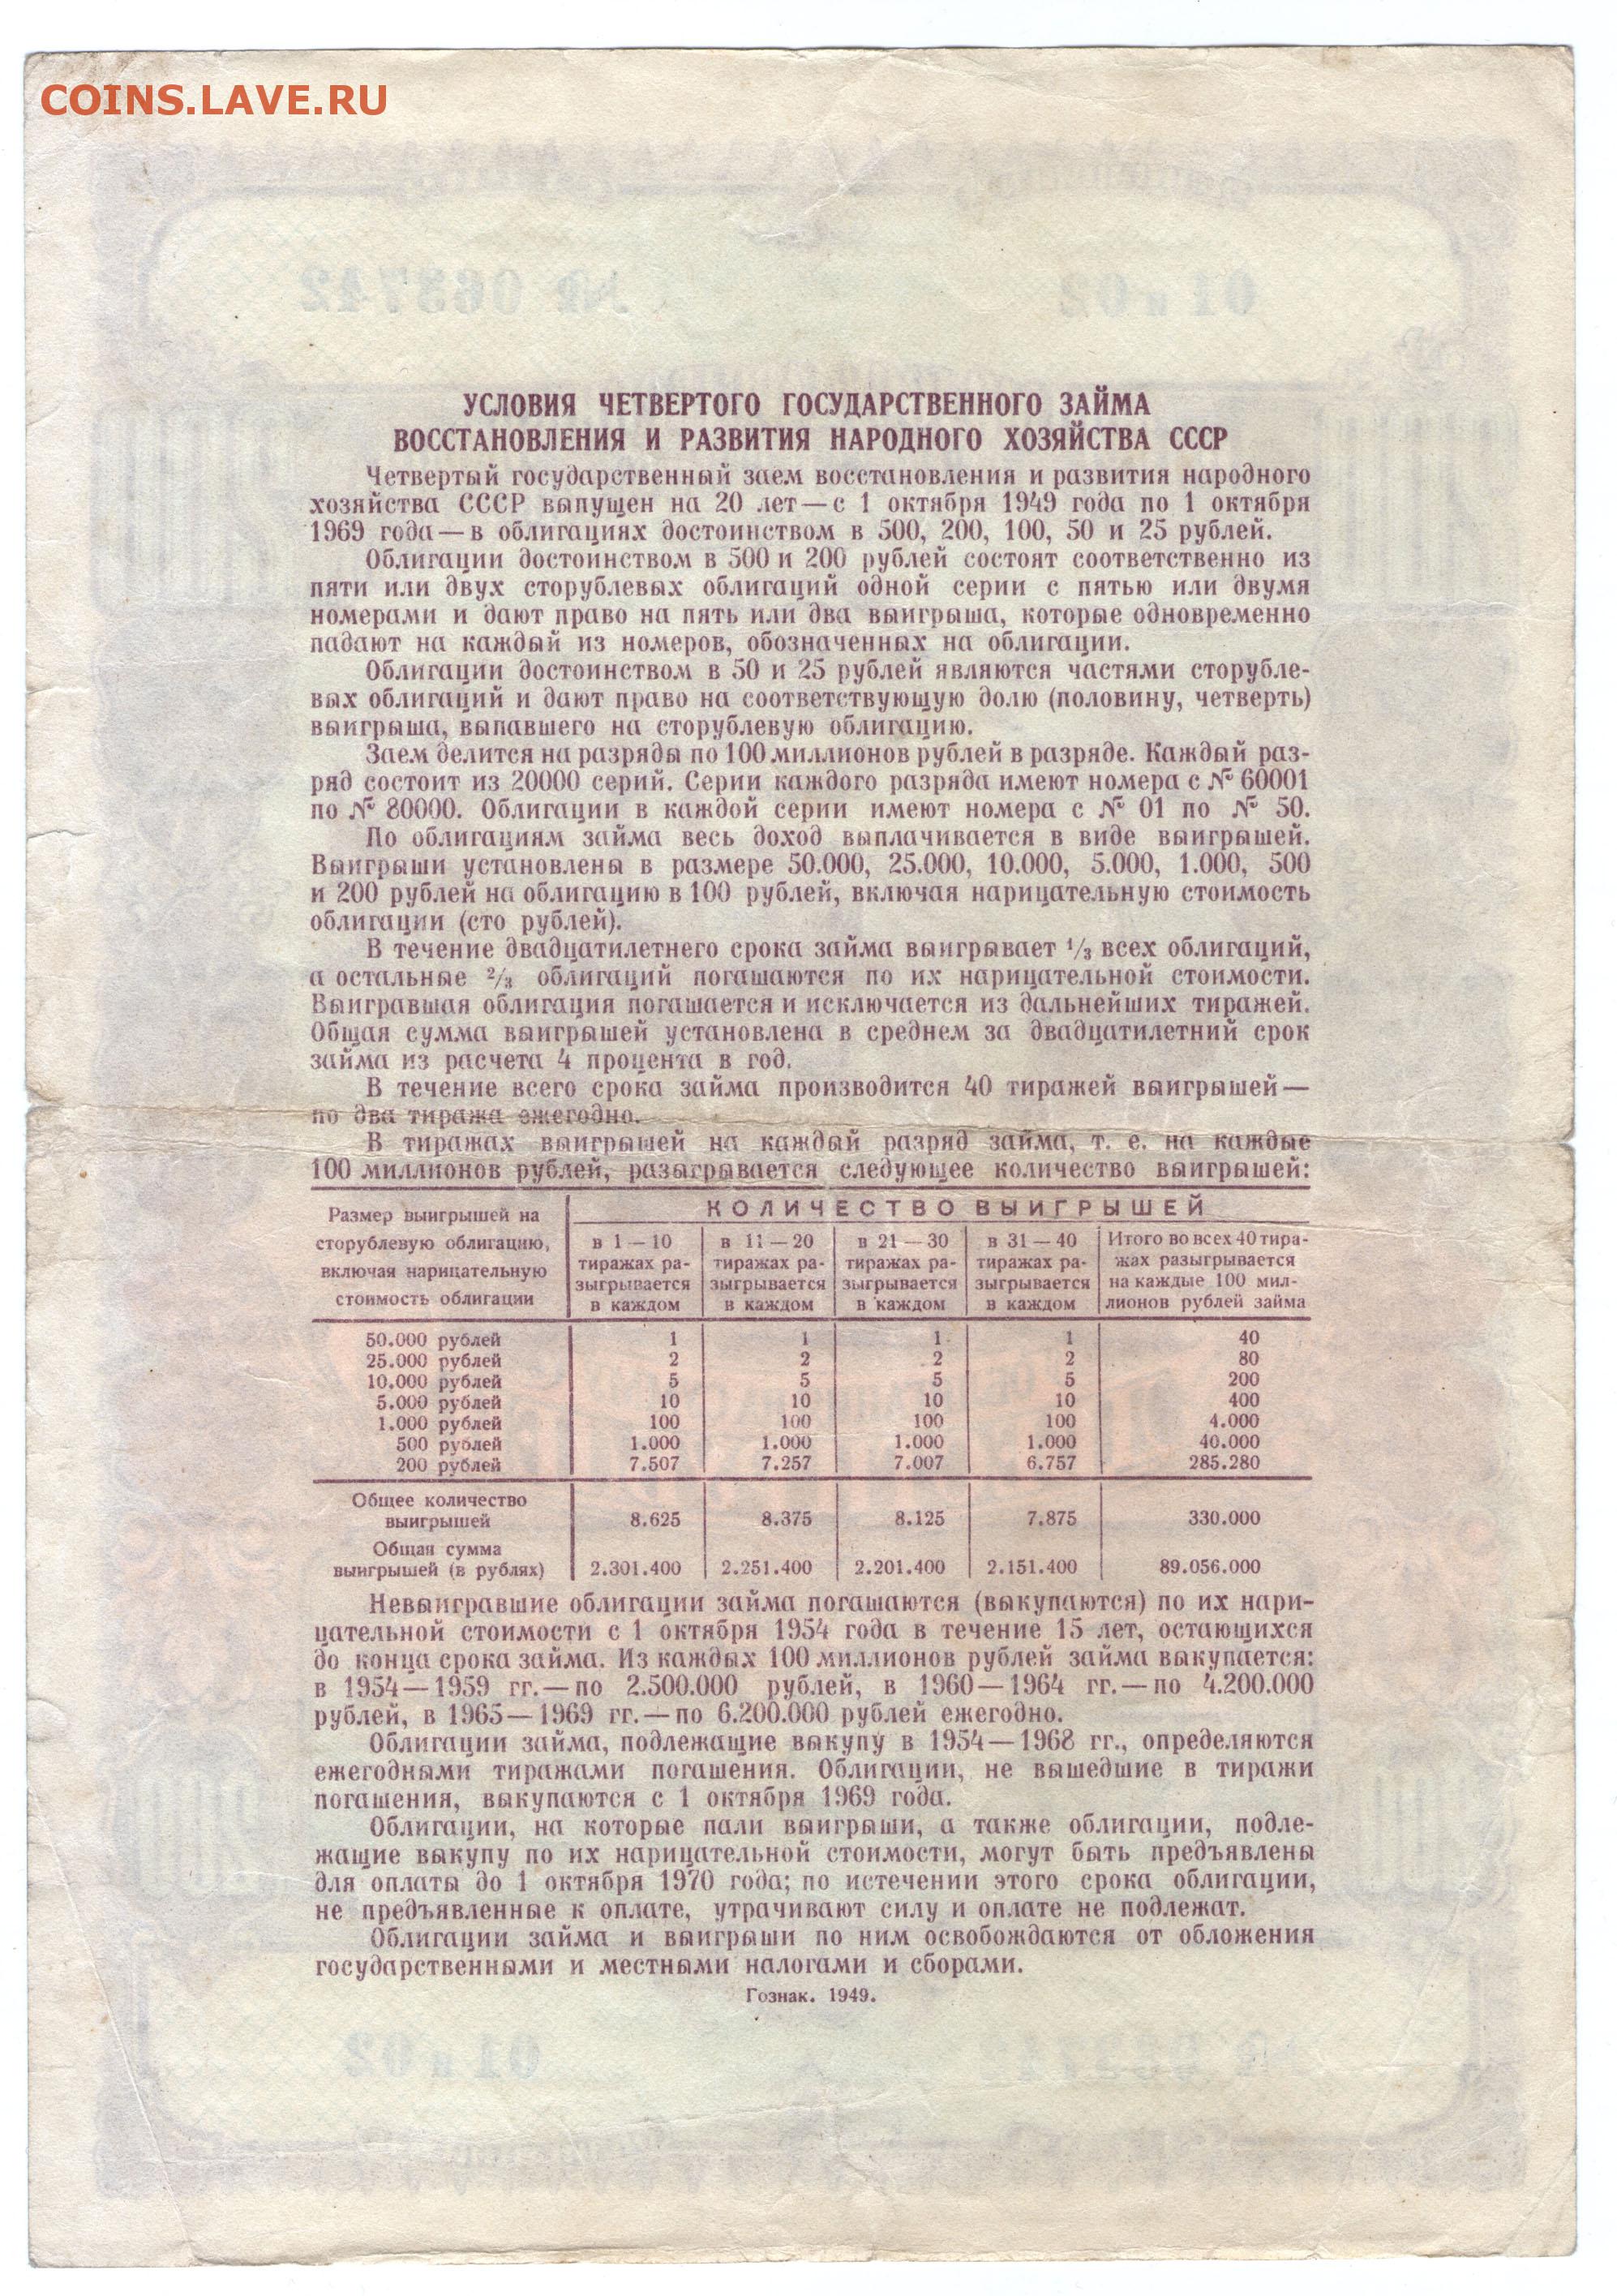 COINS.LAVE.RU
01 и 02 № 063742
УСЛОВИЯ ЧЕТВЕРТОГО ГОСУДАРСТВЕННОГО ЗАЙМА
ВОССТАНОВЛЕНИЯ И РАЗВИТИЯ НАРОДНОГО ХОЗЯЙСТВА СССР
Четвертый государственный заем восстановления и развития народного
хозяйства СССР выпущен на 20 лет — с 1 октября 1949 года по 1 октября
1969 года — в облигациях достоинством в 500, 200, 100, 50 и 25 рублей.
Облигации достоинством в 500 и 200 рублей состоят соответственно из
пяти или двух сторублевых облигаций одной серии с пятью или двумя
номерами и дают право на пять или два выигрыша, которые одновременно
падают на каждый из номеров, обозначенных на облигации.
Облигации достоинством в 50 и 25 рублей являются частями сторубле-
вых облигаций и дают право на соответствующую долю (половину, четверть)
выигрыша, выпавшего на сторублевую облигацию.
Заем делится на разряды по 100 миллионов рублей в разряде. Каждый раз-
ряд состоит из 20000 серий. Серии каждого разряда имеют номера с № 60001
по № 80000. Облигации в каждой серии имеют номера с № 01 по № 50.
По облигациям займа весь доход выплачивается в виде выигрышей.
Выигрыши установлены в размере 50.000, 25.000, 10.000, 5.000, 1.000, 500
и 200 рублей на облигацию в 100 рублей, включая нарицательную стоимость
облигации (сто рублей).
В течение двадцатилетнего срока займа выигрывает 1/3 всех облигаций,
а остальные 2/3 облигаций погашаются по их нарицательной стоимости.
Выигравшая облигация погашается и исключается из дальнейших тиражей.
Общая сумма выигрышей установлена в среднем за двадцатилетний срок
займа из расчета 4 процента в год.
В течение всего срока займа производится 40 тиражей выигрышей —
по два тиража ежегодно.
В тиражах выигрышей на каждый разряд займа, т. е. на каждые
100 миллионов рублей, разыгрывается следующее количество выигрышей:
Размер выигрышей на
сторублевую облигацию,
включая нарицательную
стоимость облигации
КОЛИЧЕСТВО ВЫИГРЫШЕЙ
в 1 — 10
тиражах ра-
зыгрывается
в каждом
в 11 — 20
тиражах ра-
зыгрывается
в каждом
в 21 — 30
тиражах ра-
зыгрывается
в каждом
в 31 — 40
тиражах ра-
зыгрывается
в каждом
Итого во всех 40 тира-
жах разыгрывается
на каждые 100 мил-
лионов рублей займа
50.000 рублей 1 1 1 1 40
25.000 рублей 2 2 2 2 80
10.000 рублей 5 5 5 5 200
5.000 рублей 10 10 10 10 400
1.000 рублей 100 100 100 100 4.000
500 рублей 1.000 1.000 1.000 1.000 40.000
200 рублей 7.507 7.257 7.007 6.757 285.280
Общее количество
выигрышей 8.625 8.375 8.125 7.875 330.000
Общая сумма
выигрышей (в рублях) 2.301.400 2.251.400 2.201.400 2.151.400 89.056.000
Невыигравшие облигации займа погашаются (выкупаются) по их нари-
цательной стоимости с 1 октября 1954 года в течение 15 лет, остающихся
до конца срока займа. Из каждых 100 миллионов рублей займа выкупается:
в 1954 — 1959 гг. — по 2.500.000 рублей, в 1960 — 1964 гг. — по 4.200.000
рублей, в 1965 — 1969 гг. — по 6.200.000 рублей ежегодно.
Облигации займа, подлежащие выкупу в 1954 — 1968 гг., определяются
ежегодными тиражами погашения. Облигации, не вышедшие в тиражи
погашения, выкупаются с 1 октября 1969 года.
Облигации, на которые пали выигрыши, а также облигации, подле-
жащие выкупу по их нарицательной стоимости, могут быть предъявлены
для оплаты до 1 октября 1970 года; по истечении этого срока облигации,
не предъявленные к оплате, утрачивают силу и оплате не подлежат.
Облигации займа и выигрыши по ним освобождаются от обложения
государственными и местными налогами и сборами.
Гознак. 1949.
01 и 02